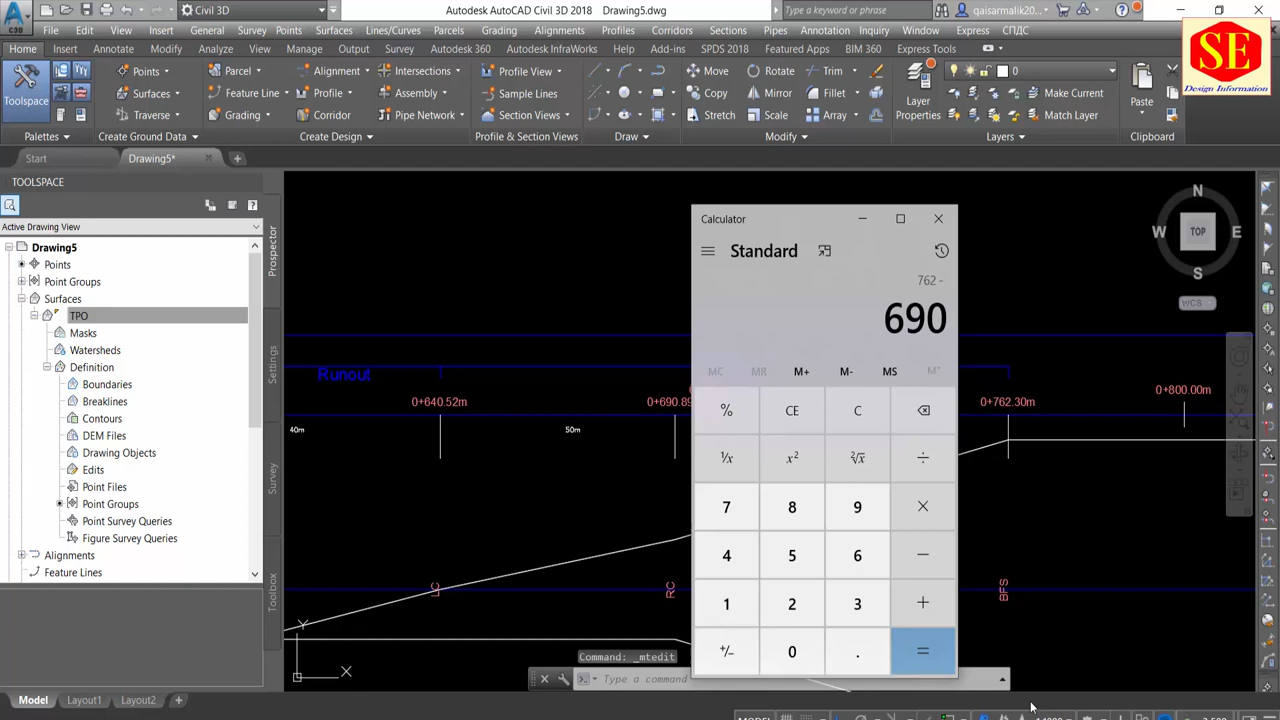 Civil 3D
Autodesk AutoCAD Civil 3D 2018 Drawing5.dwg
Type a keyword or phrase
qaisarmalik20...
SE
Design Information
File Edit View Insert General Survey Points Surfaces Lines/Curves Parcels Grading Alignments Profiles Corridors Sections Pipes Annotation Inquiry Window Express СПДС
Home Insert Annotate Modify Analyze View Manage Output Survey Autodesk 360 Autodesk InfraWorks Help Add-ins SPDS 2018 Featured Apps BIM 360 Express Tools
Toolspace
Points Parcel Alignment Intersections Profile View Move Rotate Trim 0
Surfaces Feature Line Profile Assembly Sample Lines Copy Mirror Fillet Make Current
Traverse Grading Corridor Pipe Network Section Views Stretch Scale Array Match Layer
Layer Properties
Paste
Palettes Create Ground Data Create Design Profile & Section Views Draw Modify Layers Clipboard
Start Drawing5*
TOOLSPACE
Active Drawing View
Drawing5
Points
Point Groups
Surfaces
TPO
Masks
Watersheds
Definition
Boundaries
Breaklines
Contours
DEM Files
Drawing Objects
Edits
Point Files
Point Groups
Point Survey Queries
Figure Survey Queries
Alignments
Feature Lines
Prospector
Settings
Survey
Toolbox
N
W TOP E
S
WCS
Runout
0+640.52m
0+690.89
0+762.30m
0+800.00m
40m
50m
LC
RC
BFS
Y
X
Calculator
Standard
762 -
690
MC MR M+ M- MS M
% CE C
¹/x x² ²√x ÷
7 8 9 ×
4 5 6 −
1 2 3 +
+/− 0 . =
Command: _mtedit
Type a command
Model Layout1 Layout2
MODEL